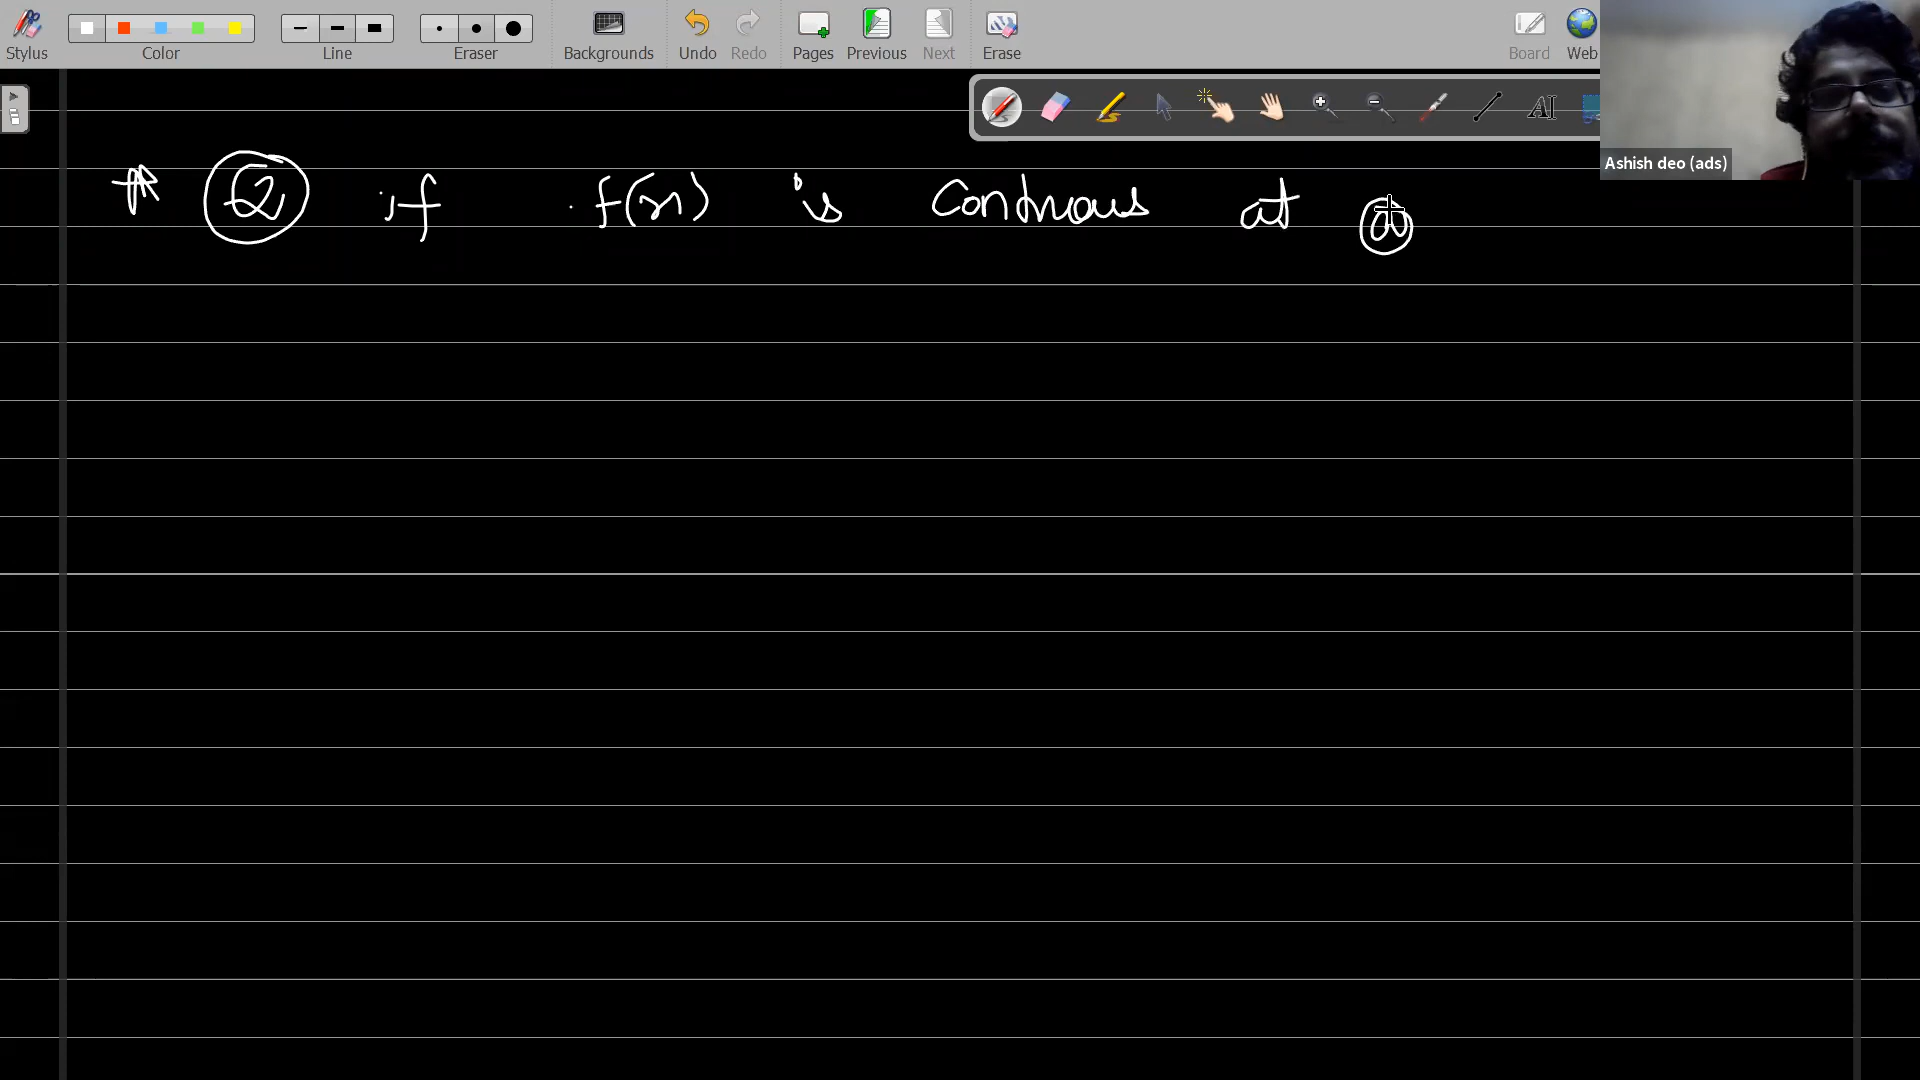 Stylus Color Line Eraser Backgrounds Undo Redo Pages Previous Next Erase Board Web
Ashish deo (ads)
* Q if f(x) is Continuous at a